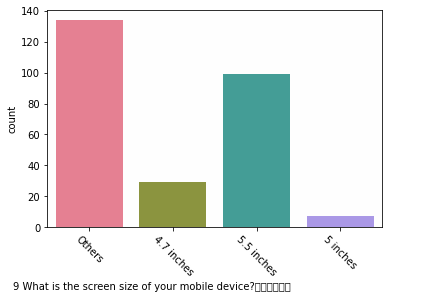 140
120
100
80
60
40
20
0
count
Others
4.7 inches
5.5 inches
5 inches
9 What is the screen size of your mobile device?